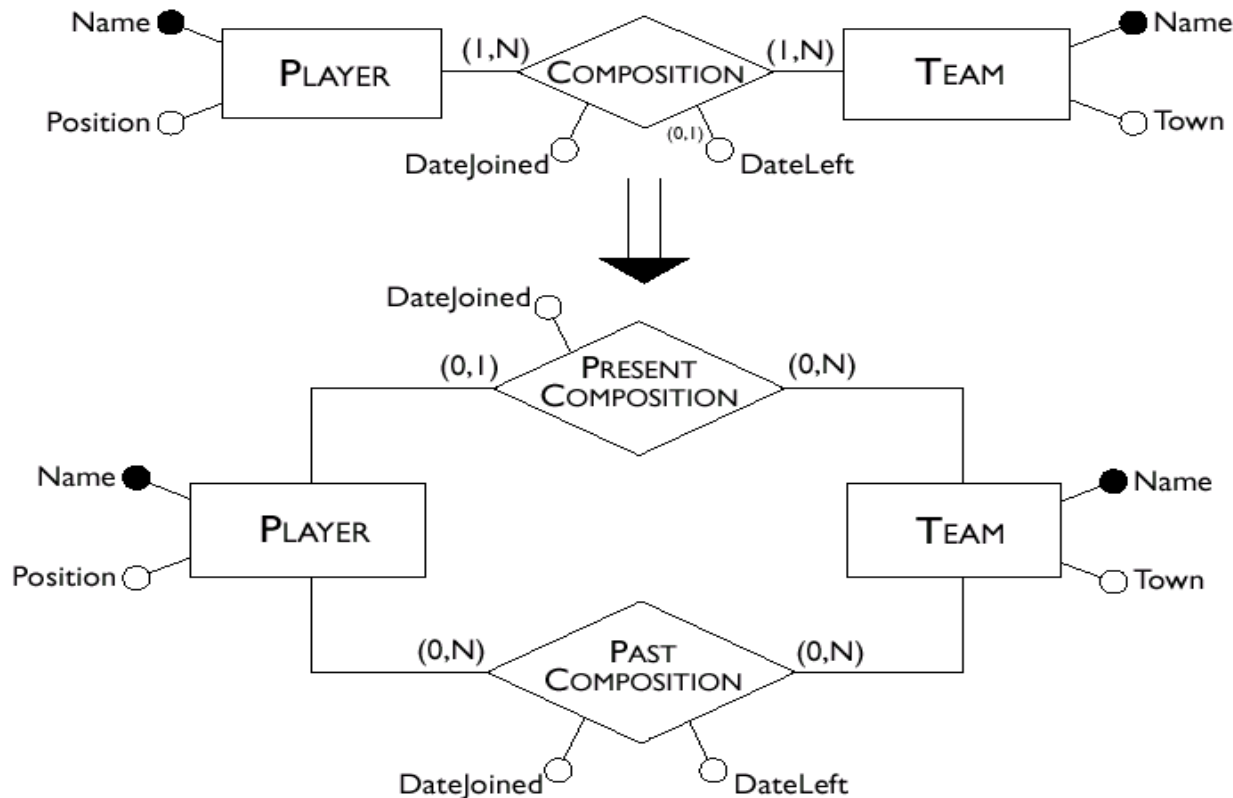 Name
(1,N)
(1,N)
Name
PLAYER
COMPOSITION
TEAM
Position
(0,1)
Town
DateJoined
DateLeft
DateJoined
(0,1)
PRESENT
COMPOSITION
(0,N)
Name
Name
PLAYER
TEAM
Position
Town
(0,N)
PAST
COMPOSITION
(0,N)
DateJoined
DateLeft